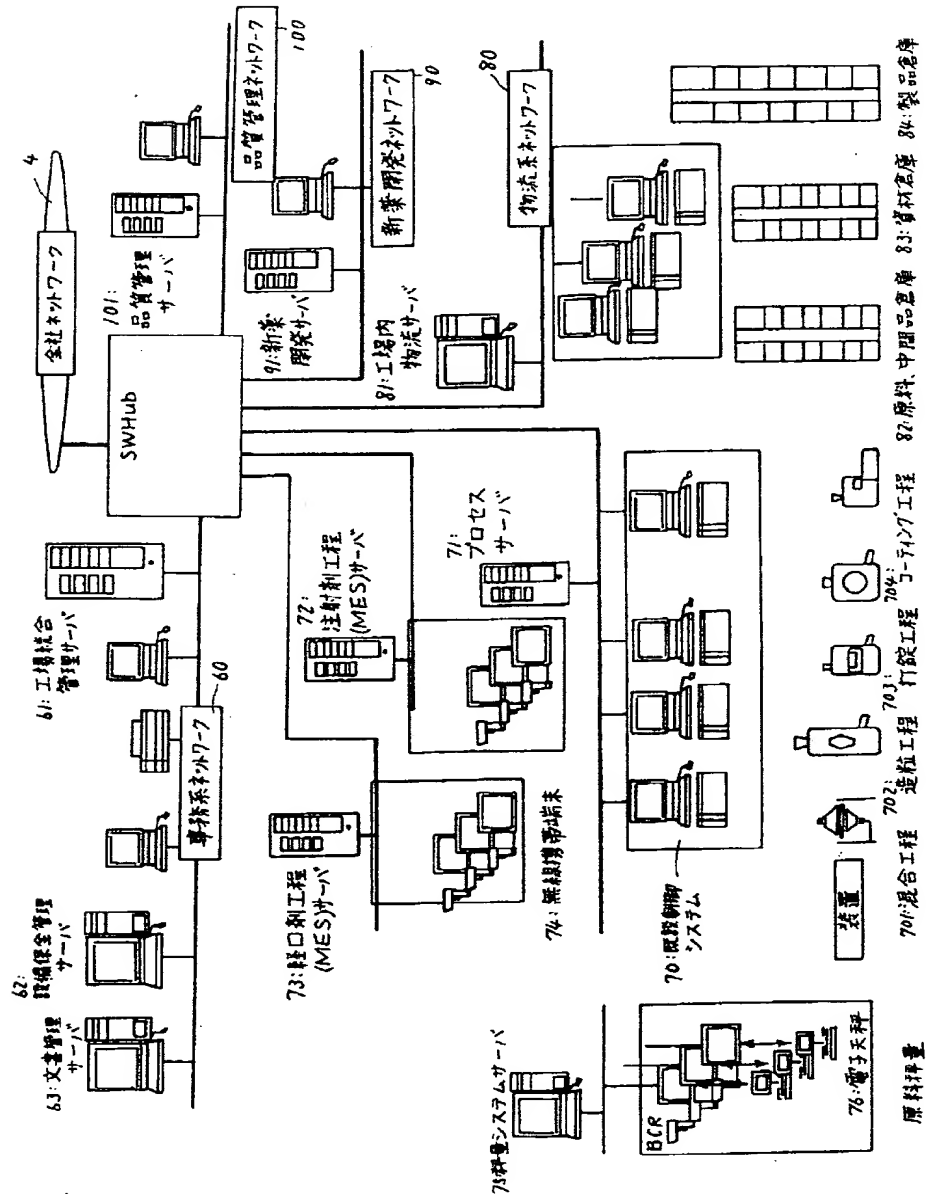 4
会社ネットワーク
SWHub
101:
品質管理
サーバ
品質管理ネットワーク
100
91:新薬
開発サーバ
新薬開発ネットワーク
90
81:工場内
物流サーバ
物流系ネットワーク
80
61:工場統合
管理サーバ
事務系ネットワーク
60
62:
設備保全管理
サーバ
63:文書管理
サーバ
72:
注射剤工程
(MES)サーバ
71:
プロセス
サーバ
73:経口剤工程
(MES)サーバ
74:無線携帯端末
70:既設制御
システム
75秤量システムサーバ
BCR
76:電子天秤
原料秤量
装置
701:混合工程
702:
造粒工程
703:
打錠工程
704:
コーティング工程
82:原料、中間品倉庫
83:資材倉庫
84:製品倉庫